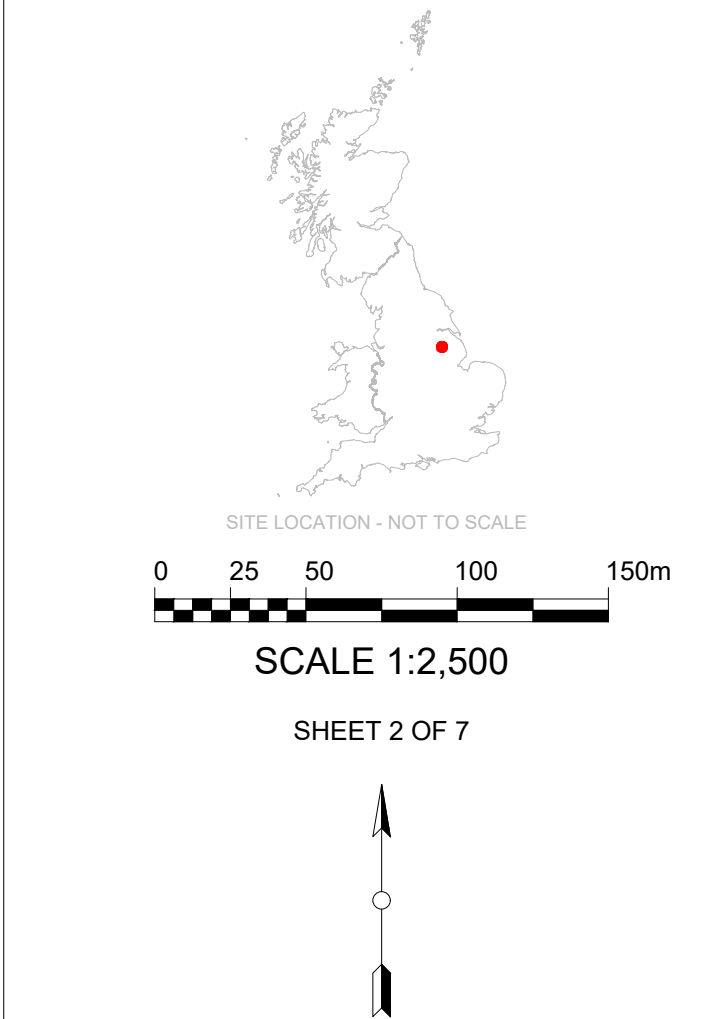 SITE LOCATION - NOT TO SCALE
0 25 50 100 150m
SCALE 1:2,500
SHEET 2 OF 7